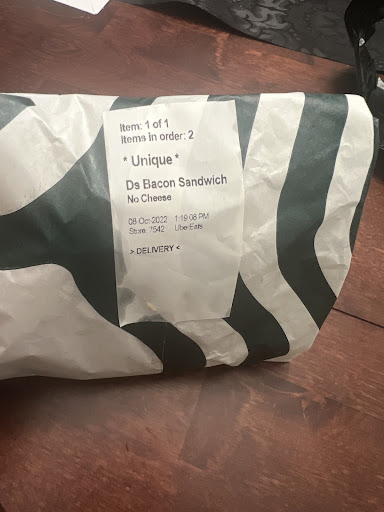 Item: 1 of 1
Items in order: 2
* Unique *
Ds Bacon Sandwich
No Cheese
08 Oct 2022 1:19:08 PM
Store: 7542 Uber Eats
> DELIVERY <